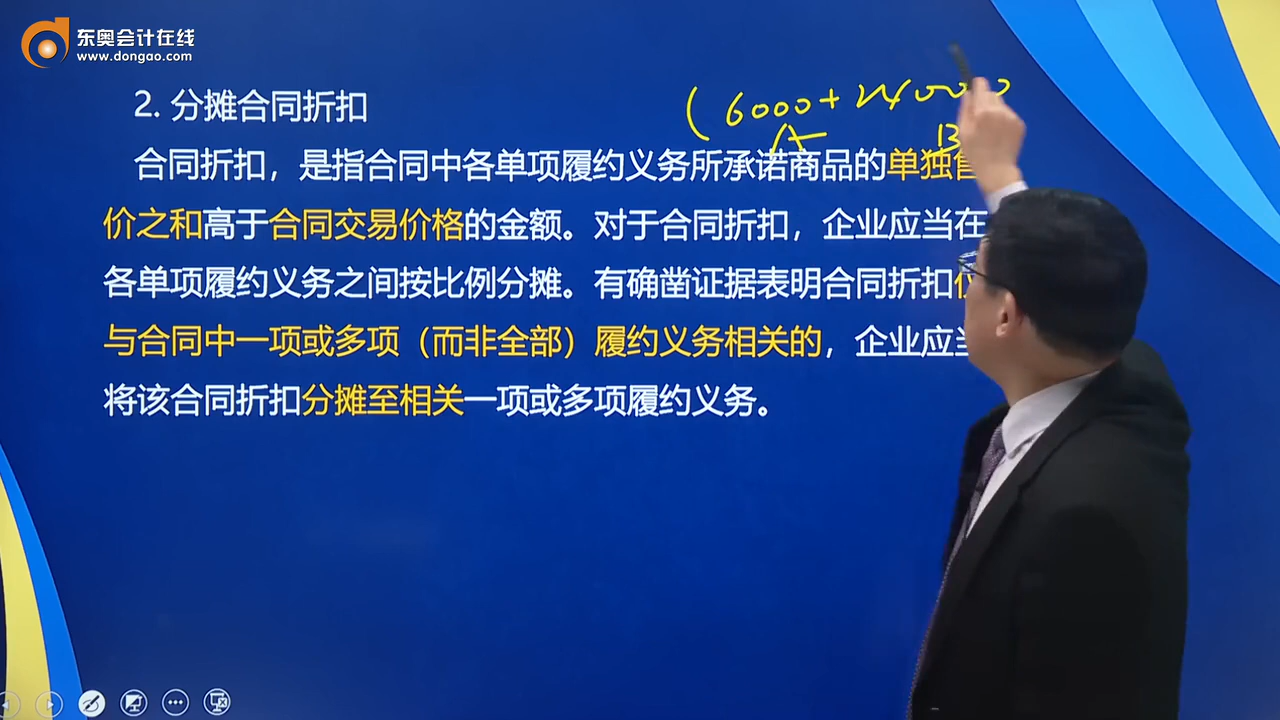 东奥会计在线
www.dongao.com
2. 分摊合同折扣
(6000+24000
A
B
合同折扣，是指合同中各单项履约义务所承诺商品的单独售
价之和高于合同交易价格的金额。对于合同折扣，企业应当在
各单项履约义务之间按比例分摊。有确凿证据表明合同折扣仅
与合同中一项或多项（而非全部）履约义务相关的，企业应当
将该合同折扣分摊至相关一项或多项履约义务。